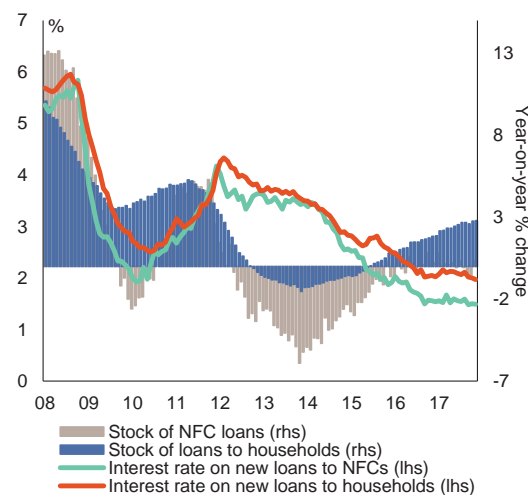 7
%
6
5
4
3
2
1
0
13
8
3
-2
-7
Year-on-year % change
08 09 10 11 12 13 14 15 16 17
Stock of NFC loans (rhs)
Stock of loans to households (rhs)
Interest rate on new loans to NFCs (lhs)
Interest rate on new loans to households (lhs)